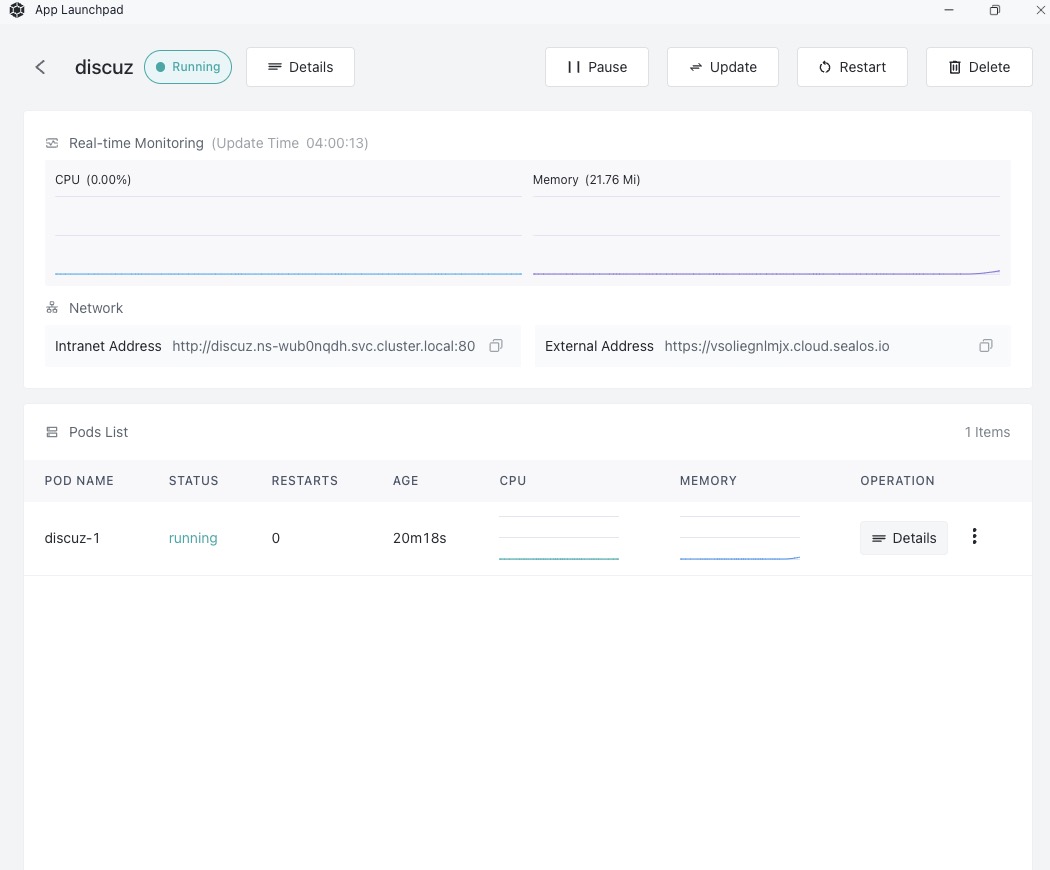 App Launchpad
discuz Running Details Pause Update Restart Delete
Real-time Monitoring (Update Time 04:00:13)
CPU (0.00%) Memory (21.76 Mi)
Network
Intranet Address http://discuz.ns-wub0nqdh.svc.cluster.local:80 External Address https://vsoliegnlmjx.cloud.sealos.io
Pods List 1 Items
POD NAME STATUS RESTARTS AGE CPU MEMORY OPERATION
discuz-1 running 0 20m18s Details